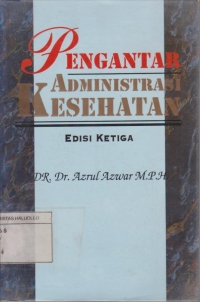 PENGANTAR
ADMINISTRASI
KESEHATAN
EDISI KETIGA
DR. Dr. Azrul Azwar M.P.H.